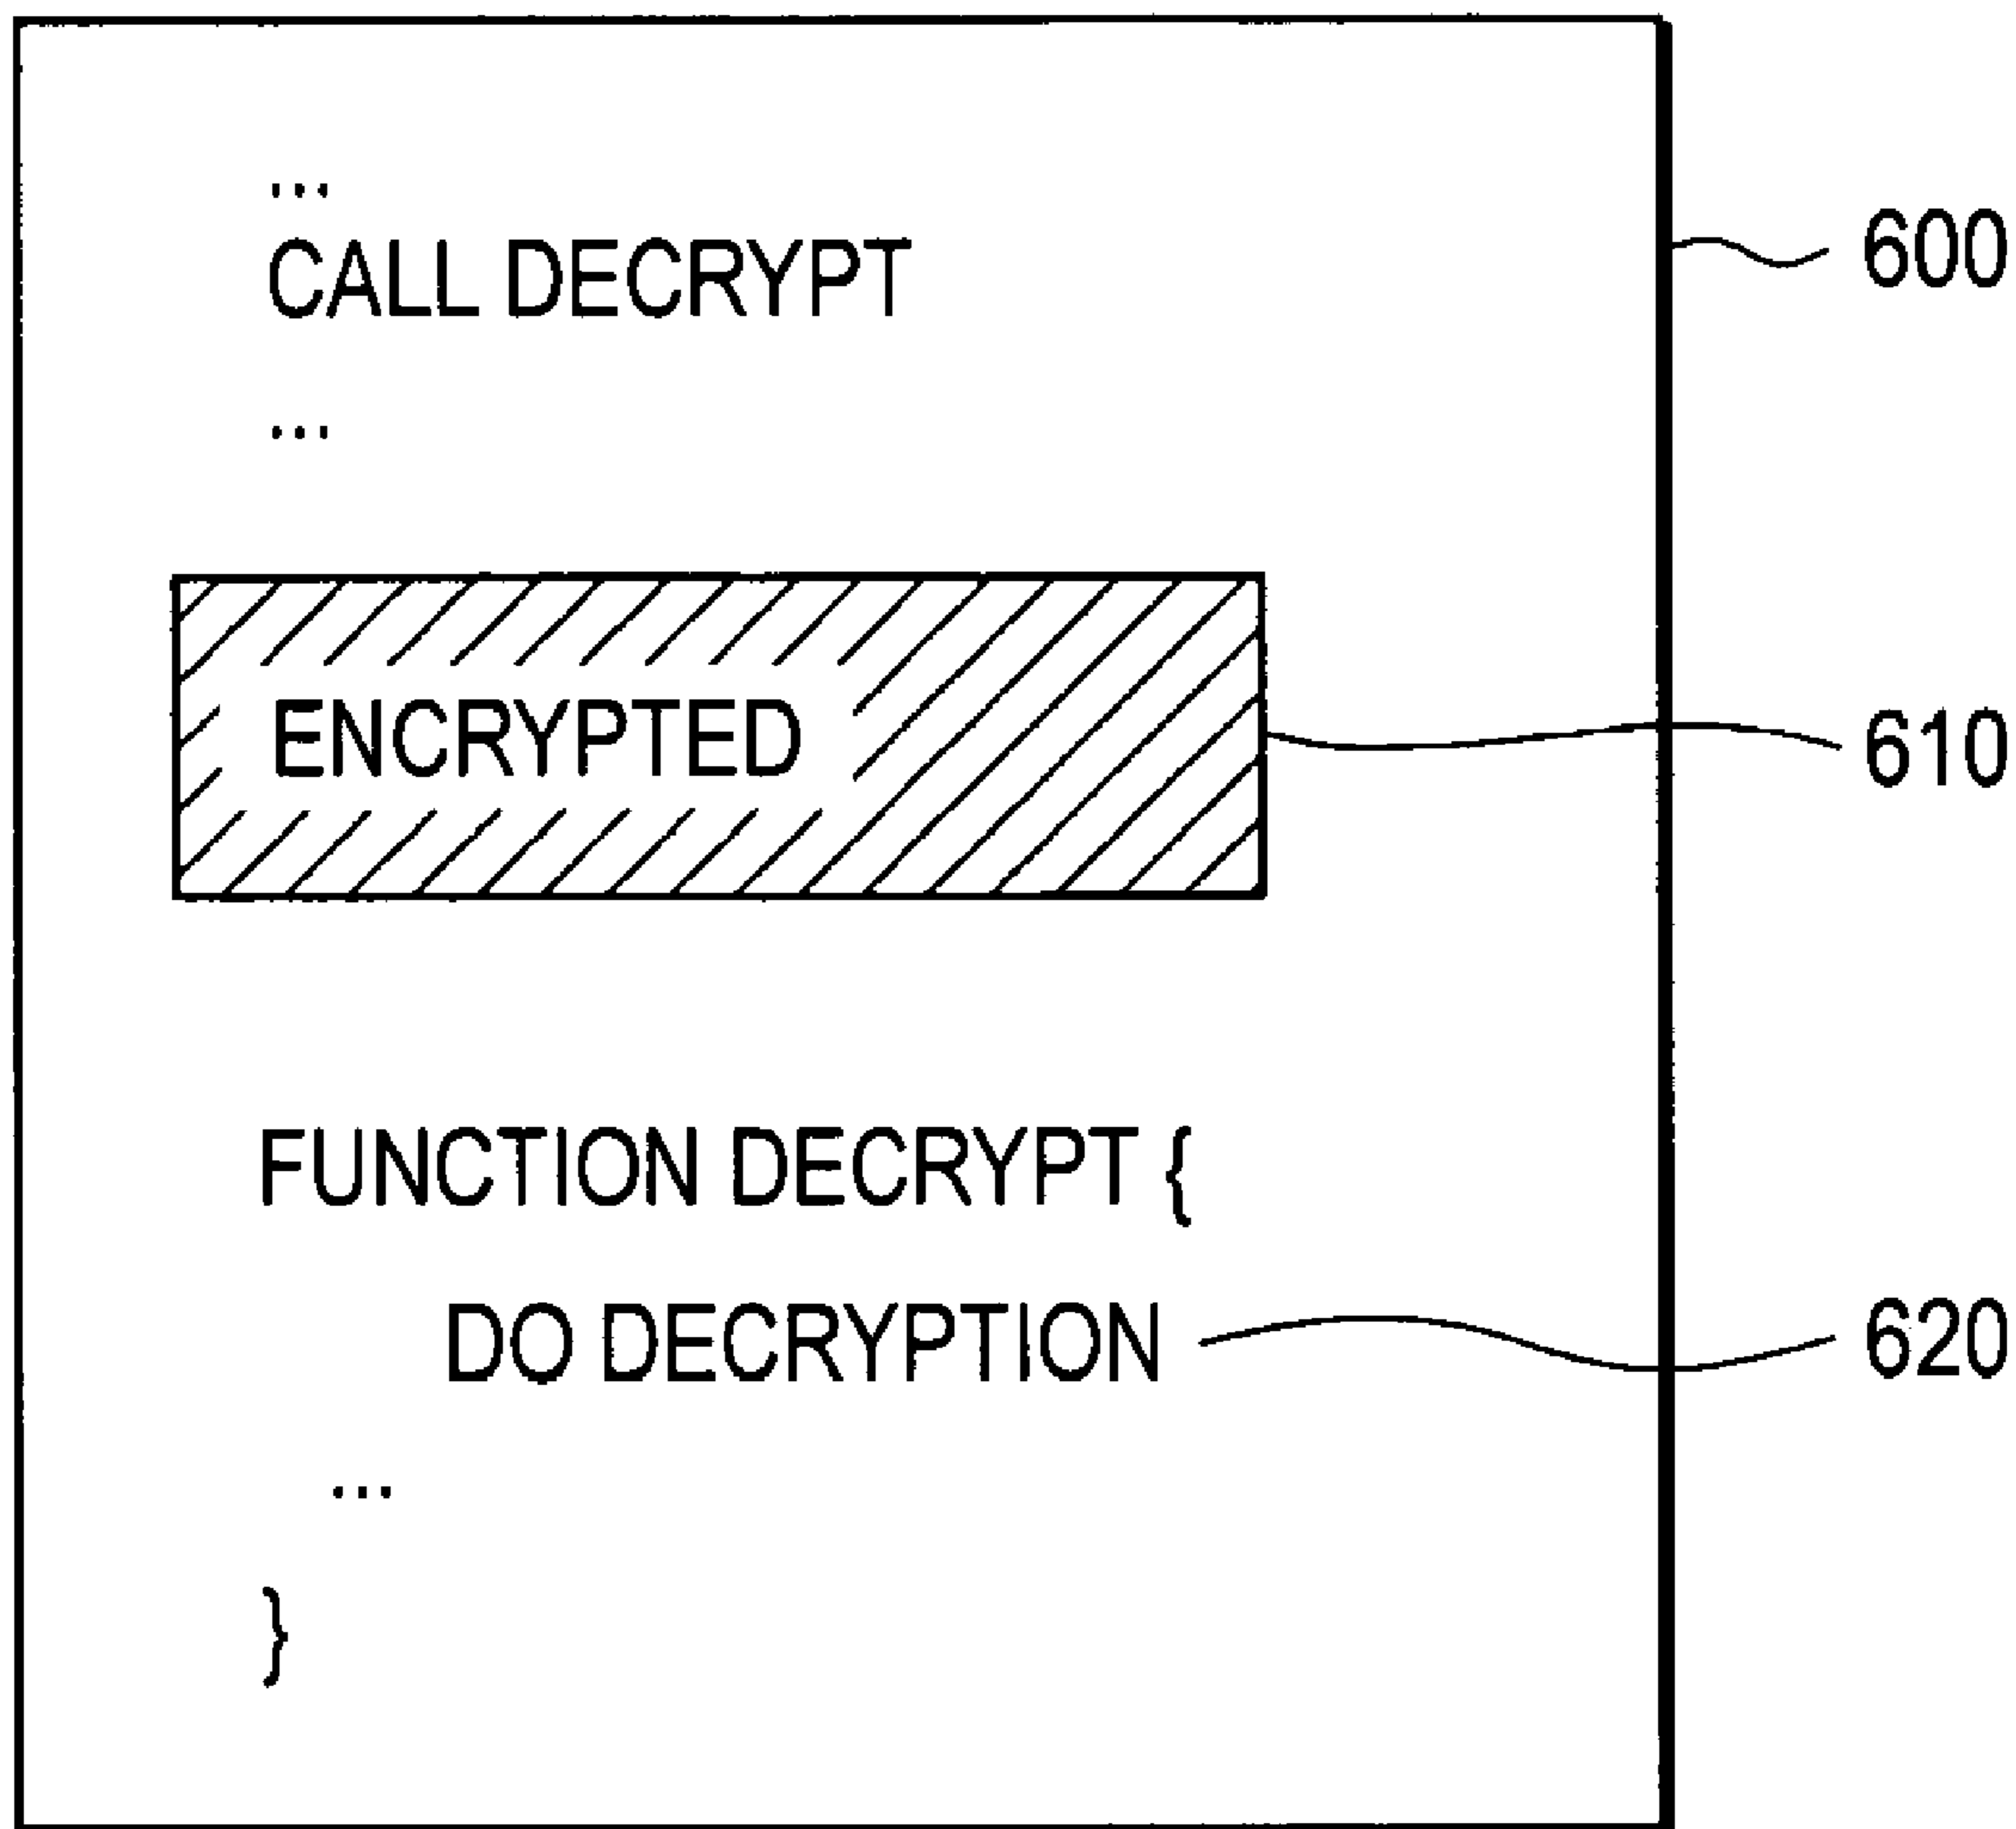 ...
CALL DECRYPT
600
...
ENCRYPTED
610
FUNCTION DECRYPT {
DO DECRYPTION
620
...
}